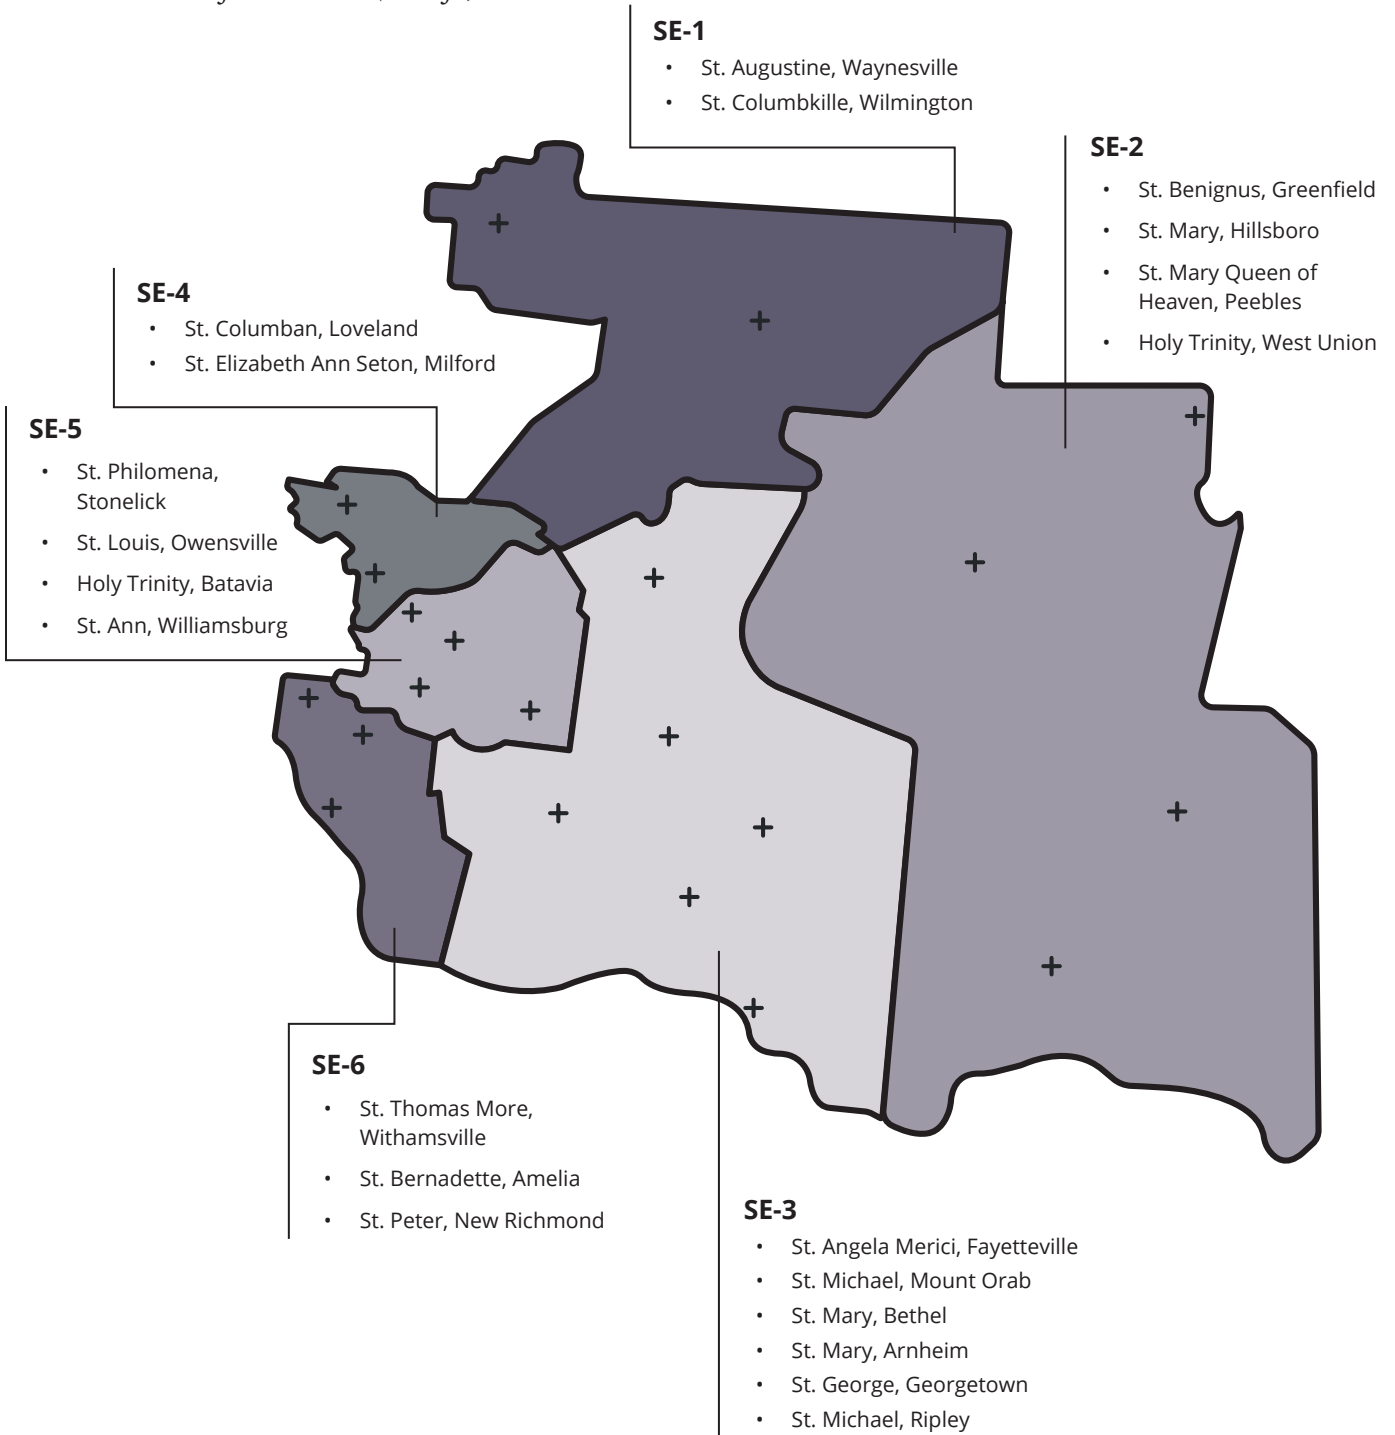 SE-1
• St. Augustine, Waynesville
• St. Columbkille, Wilmington
SE-2
• St. Benignus, Greenfield
• St. Mary, Hillsboro
• St. Mary Queen of
Heaven, Peebles
• Holy Trinity, West Union
SE-4
• St. Columban, Loveland
• St. Elizabeth Ann Seton, Milford
SE-5
• St. Philomena,
Stonelick
• St. Louis, Owensville
• Holy Trinity, Batavia
• St. Ann, Williamsburg
SE-6
• St. Thomas More,
Withamsville
• St. Bernadette, Amelia
• St. Peter, New Richmond
SE-3
• St. Angela Merici, Fayetteville
• St. Michael, Mount Orab
• St. Mary, Bethel
• St. Mary, Arnheim
• St. George, Georgetown
• St. Michael, Ripley